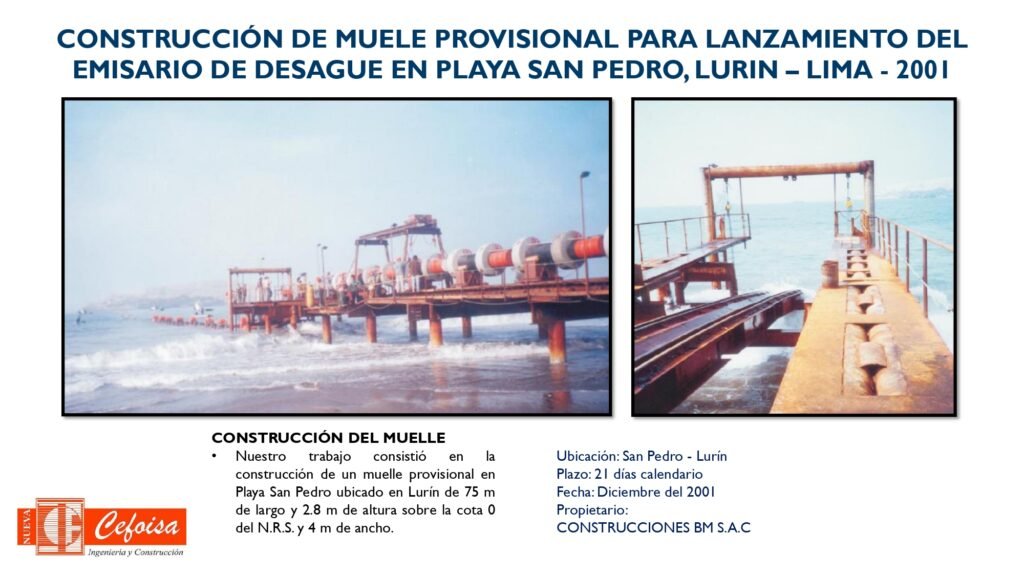 CONSTRUCCIÓN DE MUELE PROVISIONAL PARA LANZAMIENTO DEL
EMISARIO DE DESAGUE EN PLAYA SAN PEDRO, LURIN – LIMA - 2001
CONSTRUCCIÓN DEL MUELLE
• Nuestro trabajo consistió en la
construcción de un muelle provisional en
Playa San Pedro ubicado en Lurín de 75 m
de largo y 2.8 m de altura sobre la cota 0
del N.R.S. y 4 m de ancho.
Ubicación: San Pedro - Lurín
Plazo: 21 días calendario
Fecha: Diciembre del 2001
Propietario:
CONSTRUCCIONES BM S.A.C
NUEVA
Cefoisa
Ingeniería y Construcción